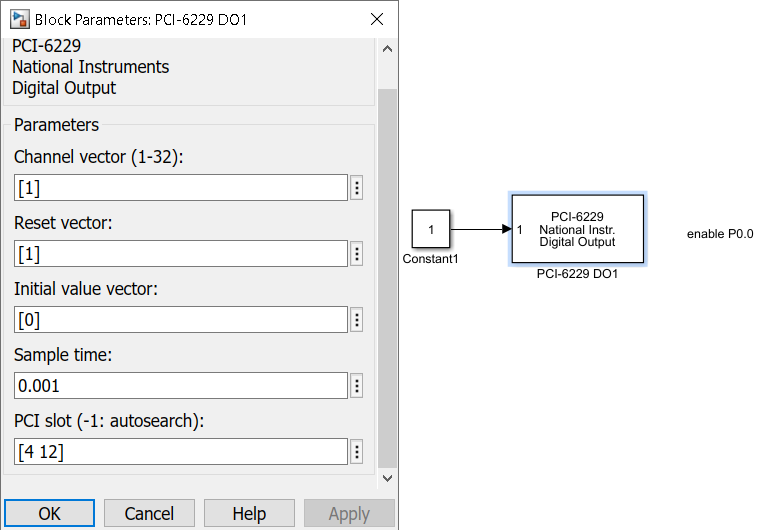 Block Parameters: PCI-6229 DO1
PCI-6229
National Instruments
Digital Output
Parameters
Channel vector (1-32):
[1]
Reset vector:
[1]
Initial value vector:
[0]
Sample time:
0.001
PCI slot (-1: autosearch):
[4 12]
OK
Cancel
Help
Apply
1
Constant1
1
PCI-6229
National Instr.
Digital Output
PCI-6229 DO1
enable P0.0